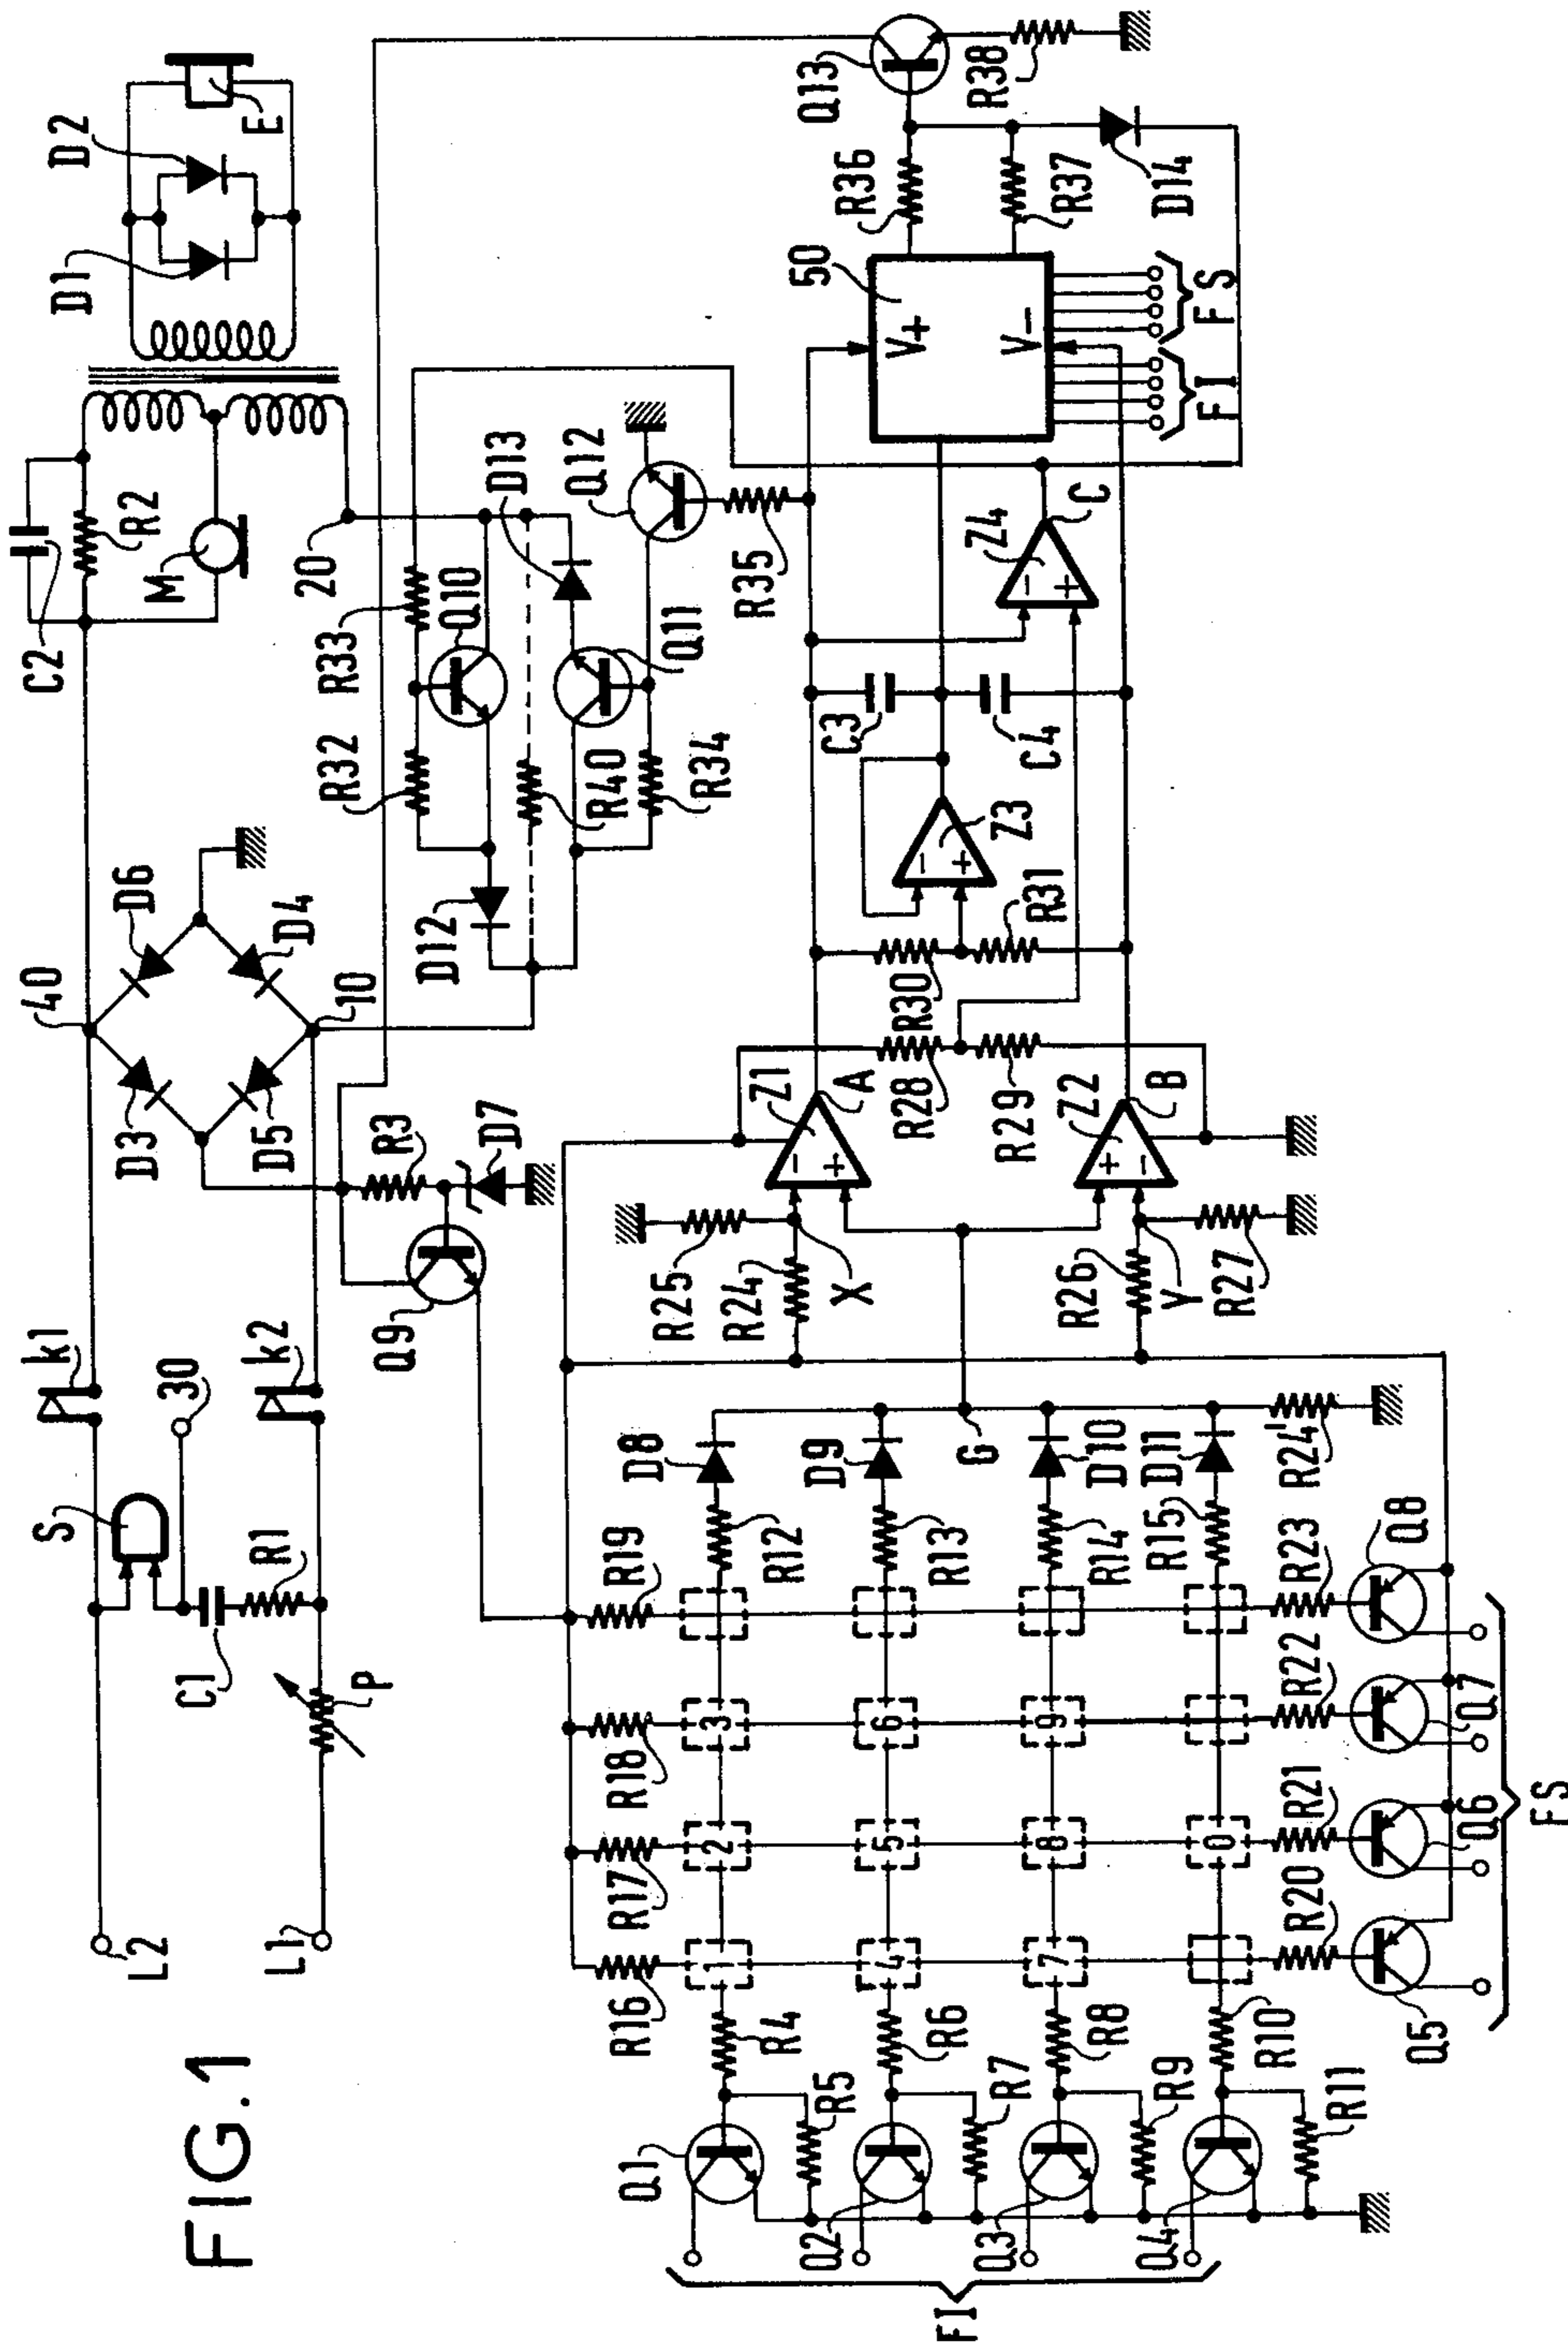 FIG.1
L2
L1
S
30
k1
k2
C1
R1
P
40
10
D3
D6
D5
D4
C2
R2
M
20
D1
D2
E
R3
D7
Q9
R32
R33
Q10
D12
D13
R40
Q11
R34
Q12
R35
Q13
R38
R36
R37
D14
50
V+
V−
FI
FS
R16
R17
R18
R19
D8
R12
D9
R13
D10
R14
D11
R15
G
R24'
1
2
3
4
5
6
7
8
9
0
Q1
R4
R5
Q2
R6
R7
Q3
R8
R9
Q4
R10
R11
FI
R20
R21
R22
R23
Q5
Q6
Q7
Q8
FS
R25
R24
X
R26
Y
R27
Z1
−
+
A
Z2
+
−
B
R28
R29
R30
R31
Z3
−
+
C3
C4
Z4
−
+
C